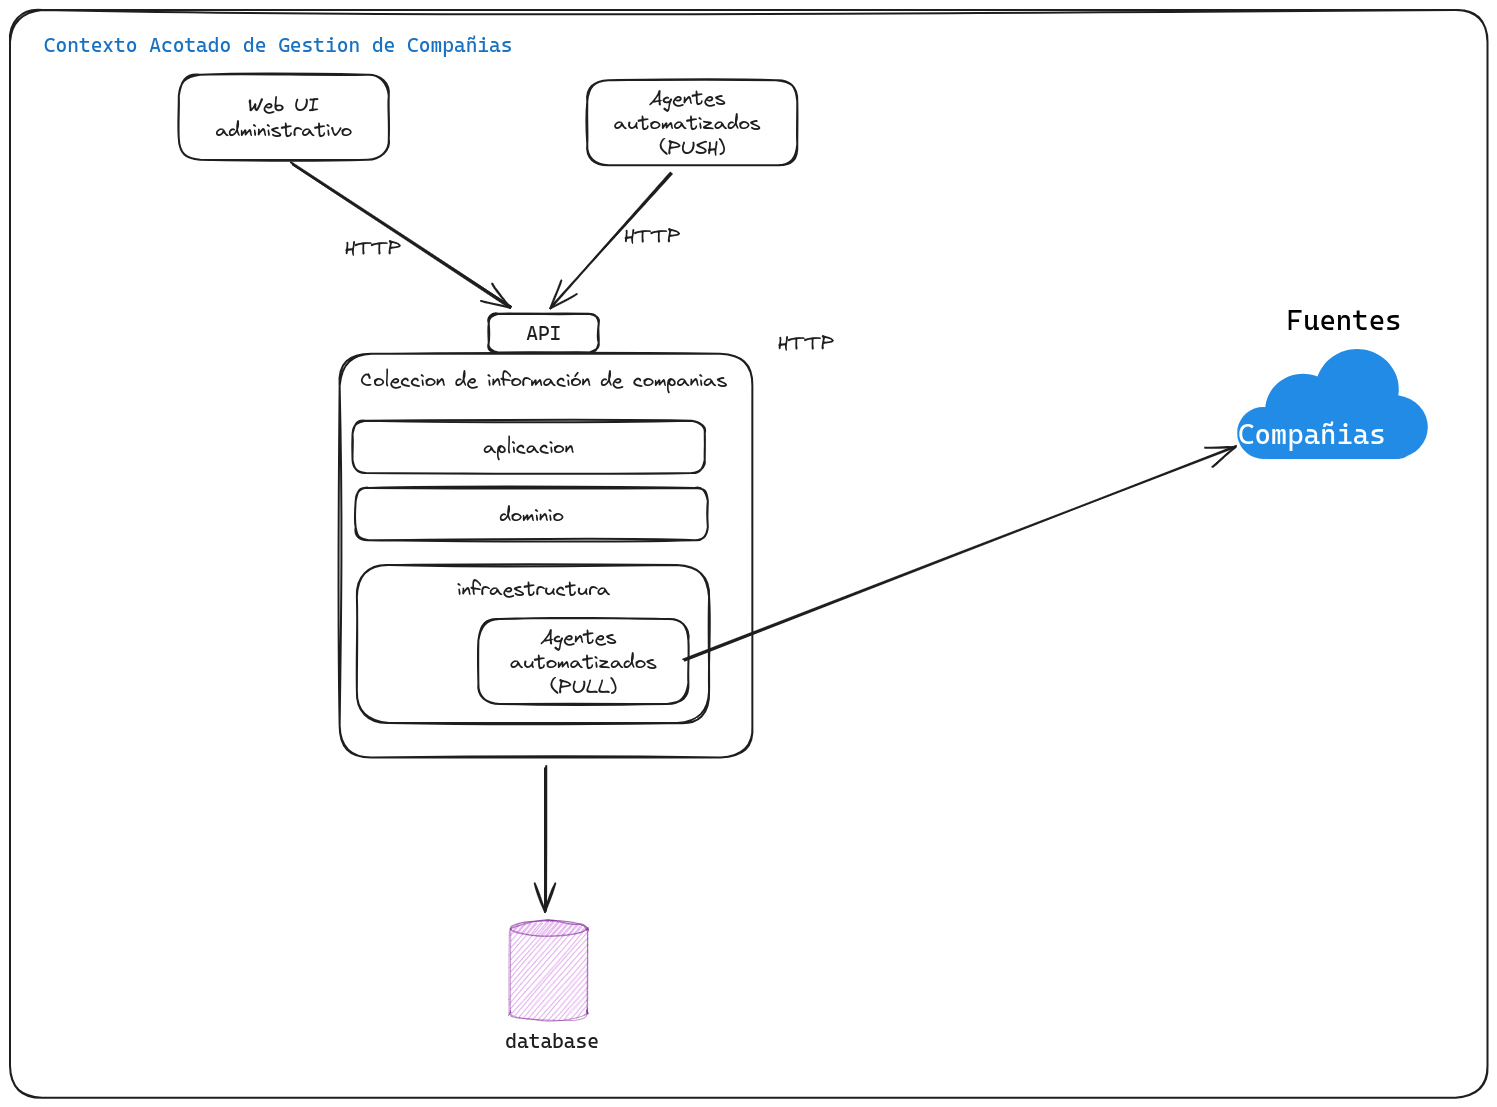 Contexto Acotado de Gestion de Compañias
Web UI
administrativo
Agentes
automatizados
(PUSH)
HTTP
HTTP
API
HTTP
Fuentes
Compañias
Coleccion de información de companias
aplicacion
dominio
infraestructura
Agentes
automatizados
(PULL)
database